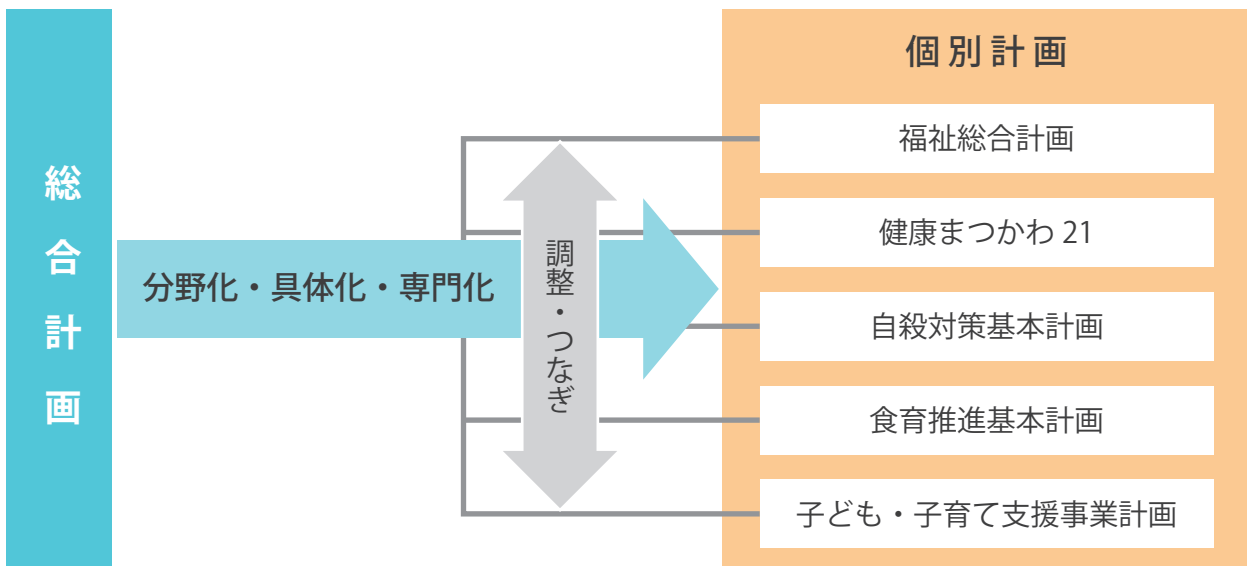 総合計画
分野化・具体化・専門化
調整・つなぎ
個別計画
福祉総合計画
健康まつかわ 21
自殺対策基本計画
食育推進基本計画
子ども・子育て支援事業計画